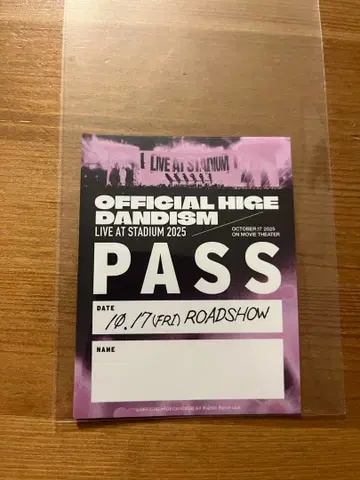 LIVE AT STADIUM
OFFICIAL HIGE
DANDISM
LIVE AT STADIUM 2025
OCTOBER.17 2025
ON MOVIE THEATER
PASS
DATE
10.17(FRI) ROADSHOW
NAME